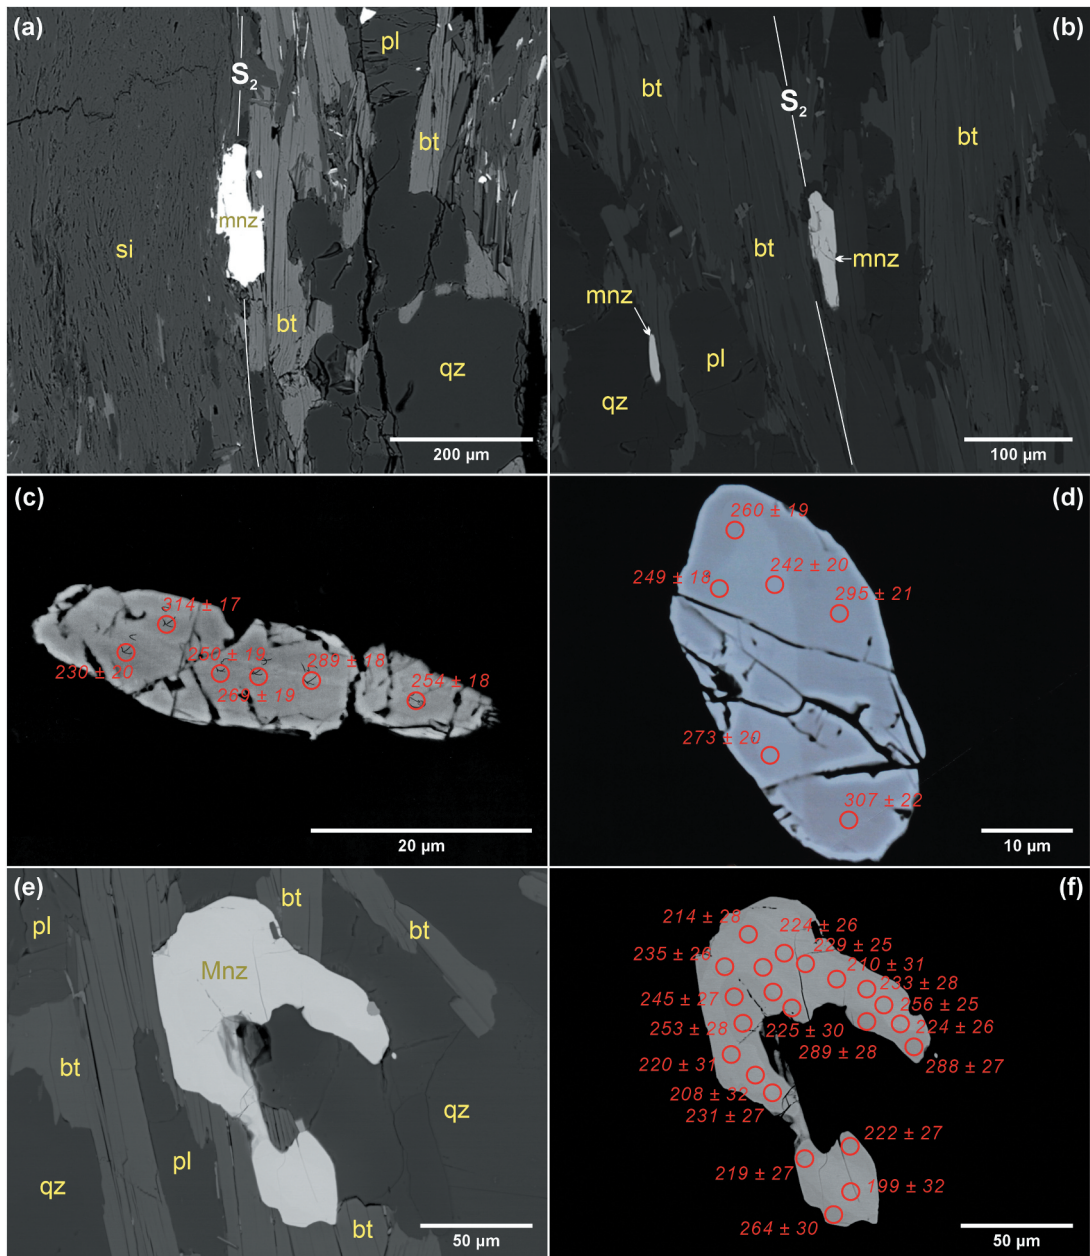 (a)
pl
S2
bt
mnz
si
bt
qz
200 µm
(b)
bt
S2
bt
bt
mnz
mnz
pl
qz
100 µm
(c)
314 ± 17
250 ± 19
289 ± 18
230 ± 20
269 ± 19
254 ± 18
20 µm
(d)
260 ± 19
242 ± 20
249 ± 18
295 ± 21
273 ± 20
307 ± 22
10 µm
(e)
bt
pl
bt
Mnz
bt
qz
pl
qz
bt
50 µm
(f)
214 ± 28
224 ± 26
229 ± 25
235 ± 26
210 ± 31
233 ± 28
245 ± 27
256 ± 25
253 ± 28
225 ± 30
224 ± 26
289 ± 28
220 ± 31
288 ± 27
208 ± 32
231 ± 27
222 ± 27
219 ± 27
199 ± 32
264 ± 30
50 µm